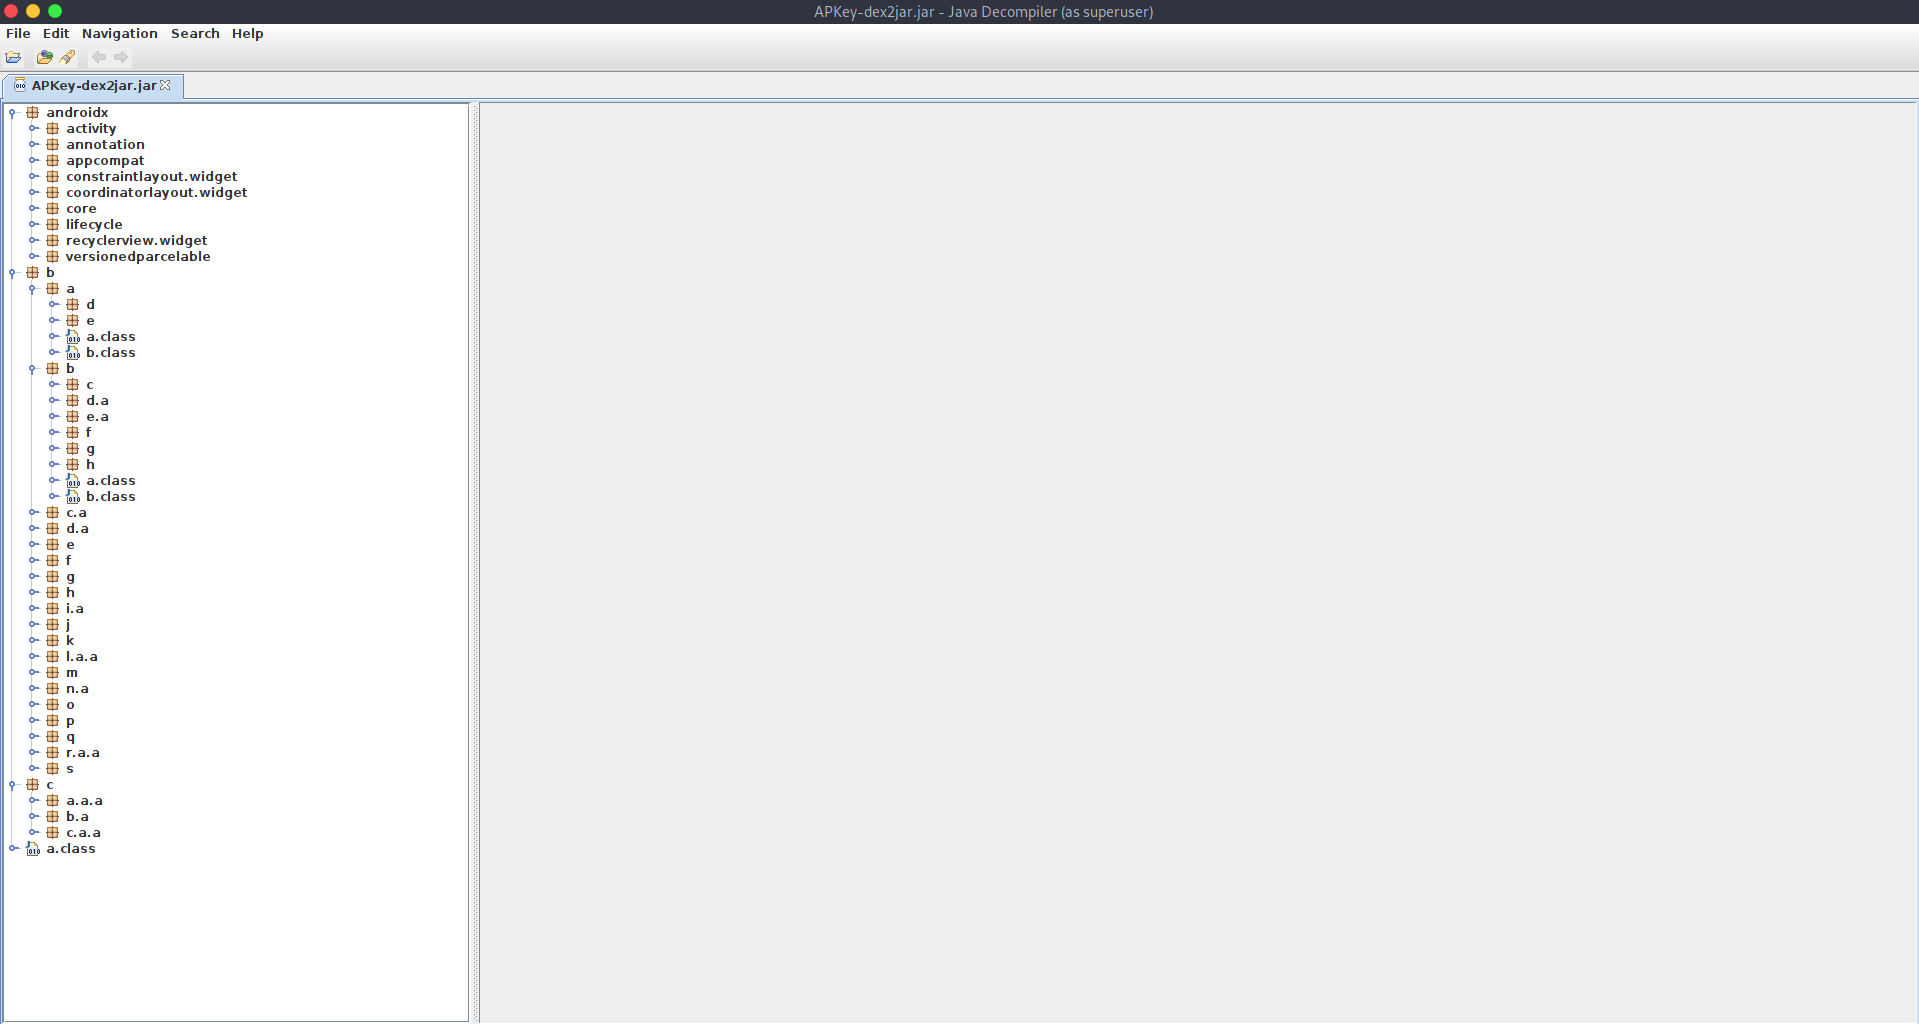 APKey-dex2jar.jar - Java Decompiler (as superuser)
File Edit Navigation Search Help
APKey-dex2jar.jar
androidx
activity
annotation
appcompat
constraintlayout.widget
coordinatorlayout.widget
core
lifecycle
recyclerview.widget
versionedparcelable
b
a
d
e
a.class
b.class
b
c
d.a
e.a
f
g
h
a.class
b.class
c.a
d.a
e
f
g
h
i.a
j
k
l.a.a
m
n.a
o
p
q
r.a.a
s
c
a.a.a
b.a
c.a.a
a.class